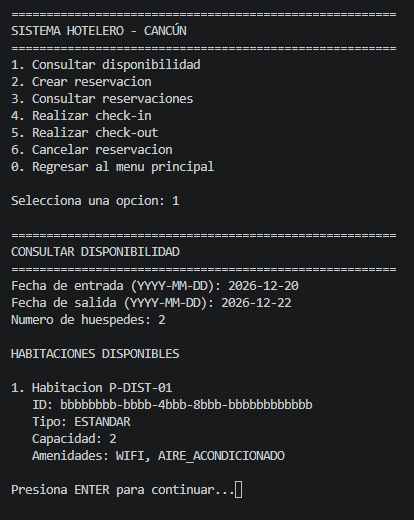 =======================================================
SISTEMA HOTELERO - CANCÚN
=======================================================
1. Consultar disponibilidad
2. Crear reservacion
3. Consultar reservaciones
4. Realizar check-in
5. Realizar check-out
6. Cancelar reservacion
0. Regresar al menu principal
Selecciona una opcion: 1
=======================================================
CONSULTAR DISPONIBILIDAD
=======================================================
Fecha de entrada (YYYY-MM-DD): 2026-12-20
Fecha de salida (YYYY-MM-DD): 2026-12-22
Numero de huespedes: 2
HABITACIONES DISPONIBLES
1. Habitacion P-DIST-01
ID: bbbbbbbb-bbbb-4bbb-8bbb-bbbbbbbbbbbb
Tipo: ESTANDAR
Capacidad: 2
Amenidades: WIFI, AIRE_ACONDICIONADO
Presiona ENTER para continuar...